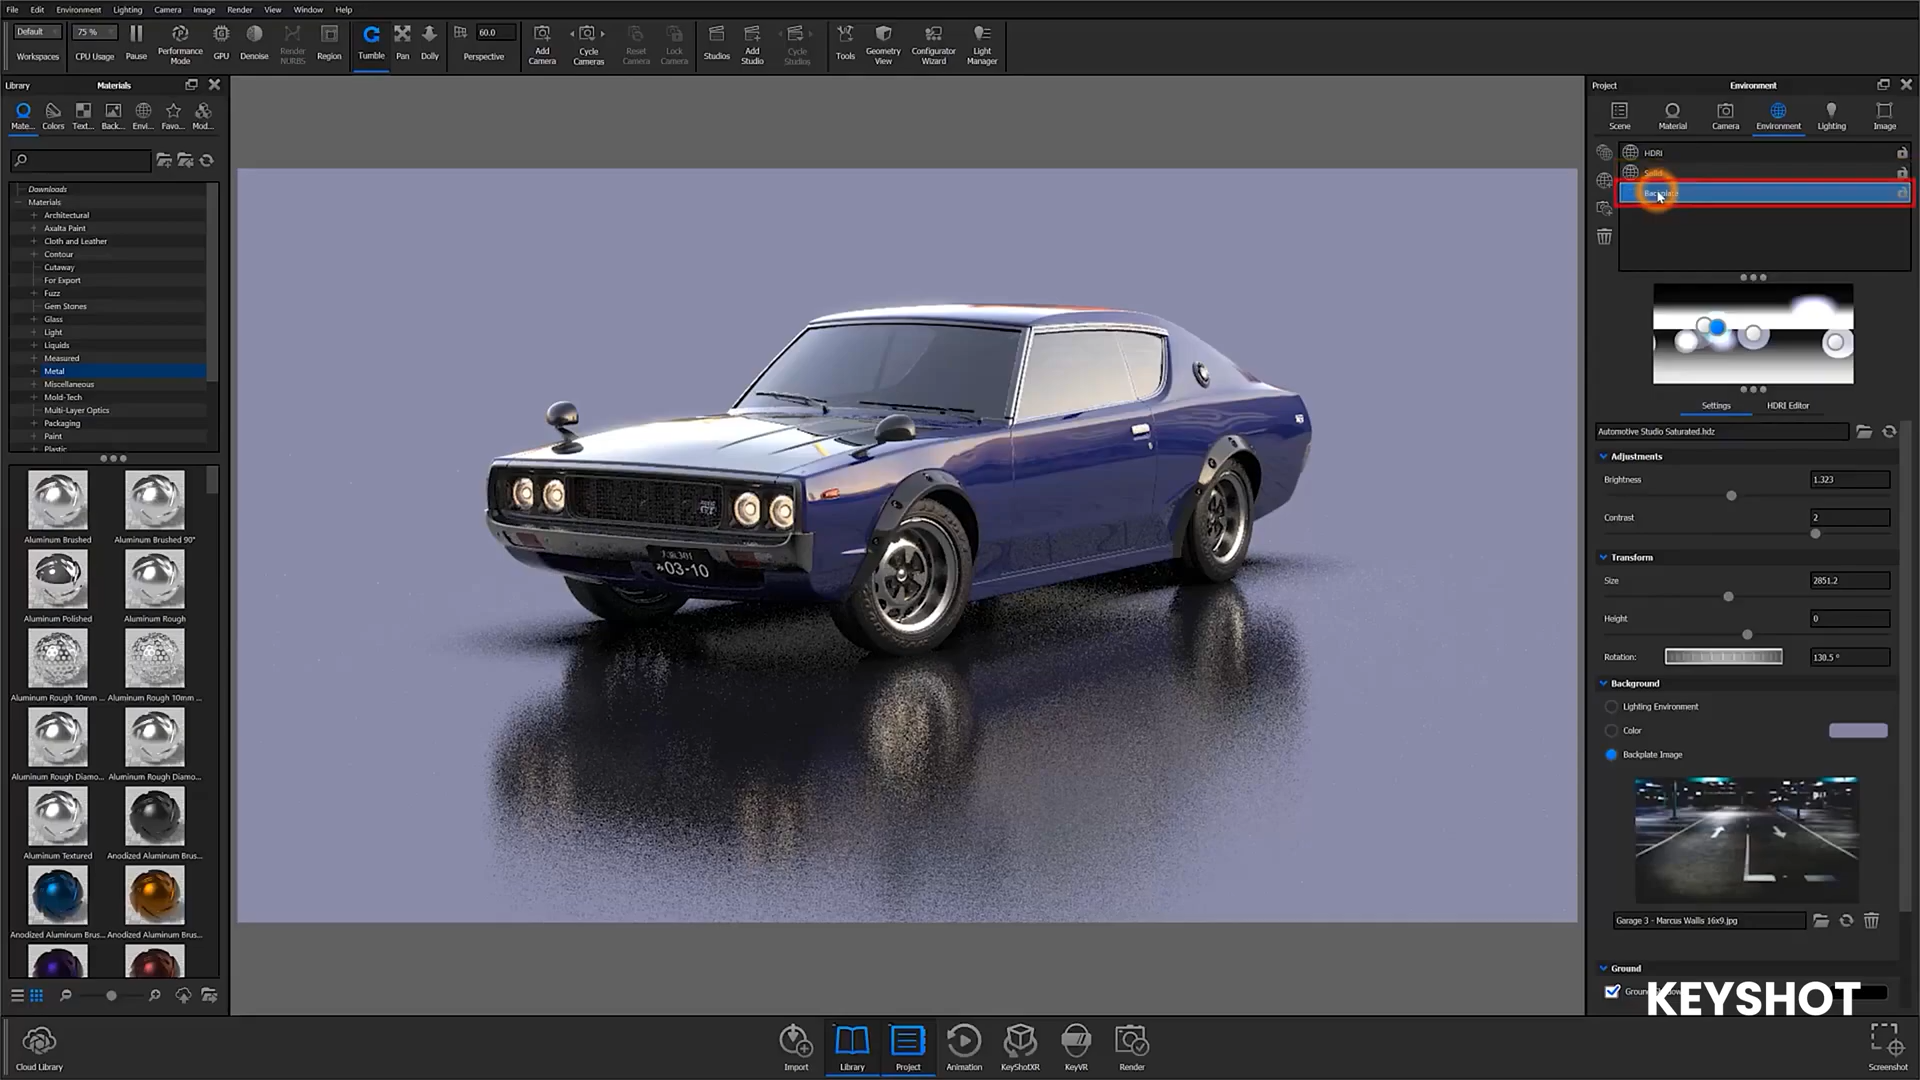 File Edit Environment Lighting Camera Image Render View Window Help
Default 75 % 60.0
Workspaces CPU Usage Pause Performance Mode GPU Denoise Render NURBS Region Tumble Pan Dolly Perspective Add Camera Cycle Cameras Reset Camera Lock Camera Studios Add Studio Cycle Studios Tools Geometry View Configurator Wizard Light Manager
Library Materials
Mate... Colors Text... Back... Envi... Favo... Mod...
Downloads
Materials
Architectural
Axalta Paint
Cloth and Leather
Contour
Cutaway
For Export
Fuzz
Gem Stones
Glass
Light
Liquids
Measured
Metal
Miscellaneous
Mold-Tech
Multi-Layer Optics
Packaging
Paint
Plastic
Aluminum Brushed Aluminum Brushed 90°
Aluminum Polished Aluminum Rough
Aluminum Rough 10mm ... Aluminum Rough 10mm ...
Aluminum Rough Diamo... Aluminum Rough Diamo...
Aluminum Textured Anodized Aluminum Brus...
Anodized Aluminum Brus... Anodized Aluminum Brus...
03-10
Project Environment
Scene Material Camera Environment Lighting Image
HDRI
Solid
Backplate
Settings HDRI Editor
Automotive Studio Saturated.hdz
Adjustments
Brightness 1.323
Contrast 2
Transform
Size 2851.2
Height 0
Rotation: 130.5 °
Background
Lighting Environment
Color
Backplate Image
Garage 3 - Marcus Walls 16x9.jpg
Ground
KEYSHOT
Cloud Library Import Library Project Animation KeyShotXR KeyVR Render Screenshot